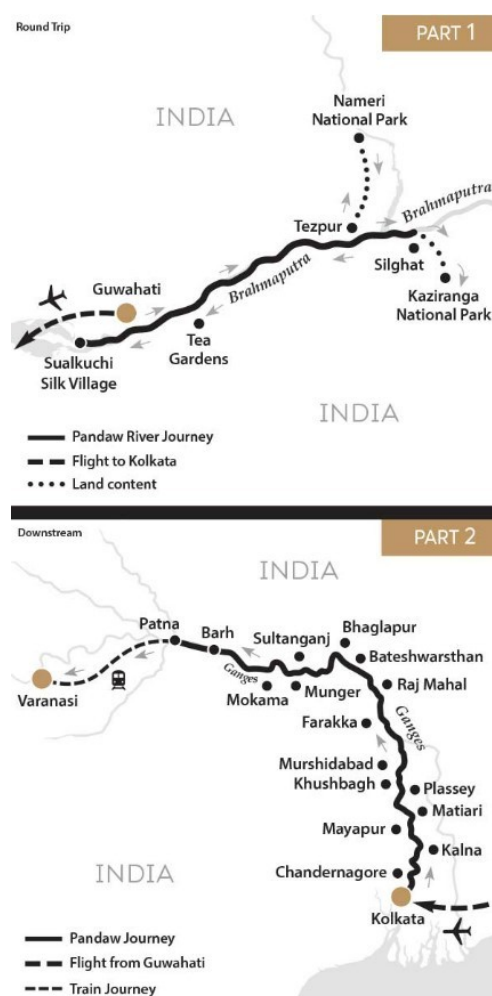 Round Trip
PART 1
INDIA
Nameri
National Park
Brahmaputra
Tezpur
Silghat
Guwahati
Brahmaputra
Kaziranga
National Park
Tea
Gardens
Sualkuchi
Silk Village
INDIA
Pandaw River Journey
Flight to Kolkata
Land content
Downstream
PART 2
INDIA
Patna
Barh
Sultanganj
Bhaglapur
Bateshwarsthan
Ganges
Varanasi
Mokama
Munger
Raj Mahal
Farakka
Ganges
Murshidabad
Khushbagh
Plassey
Matiari
Mayapur
Kalna
INDIA
Chandernagore
Kolkata
Pandaw Journey
Flight from Guwahati
Train Journey